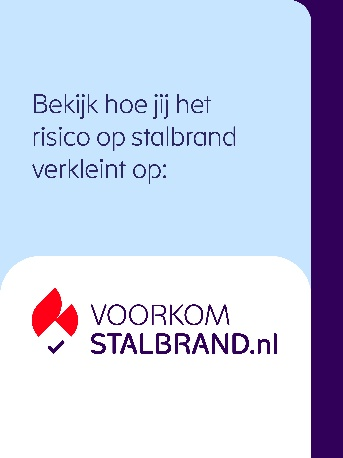 Bekijk hoe jij het
risico op stalbrand
verkleint op:
VOORKOM
STALBRAND.nl